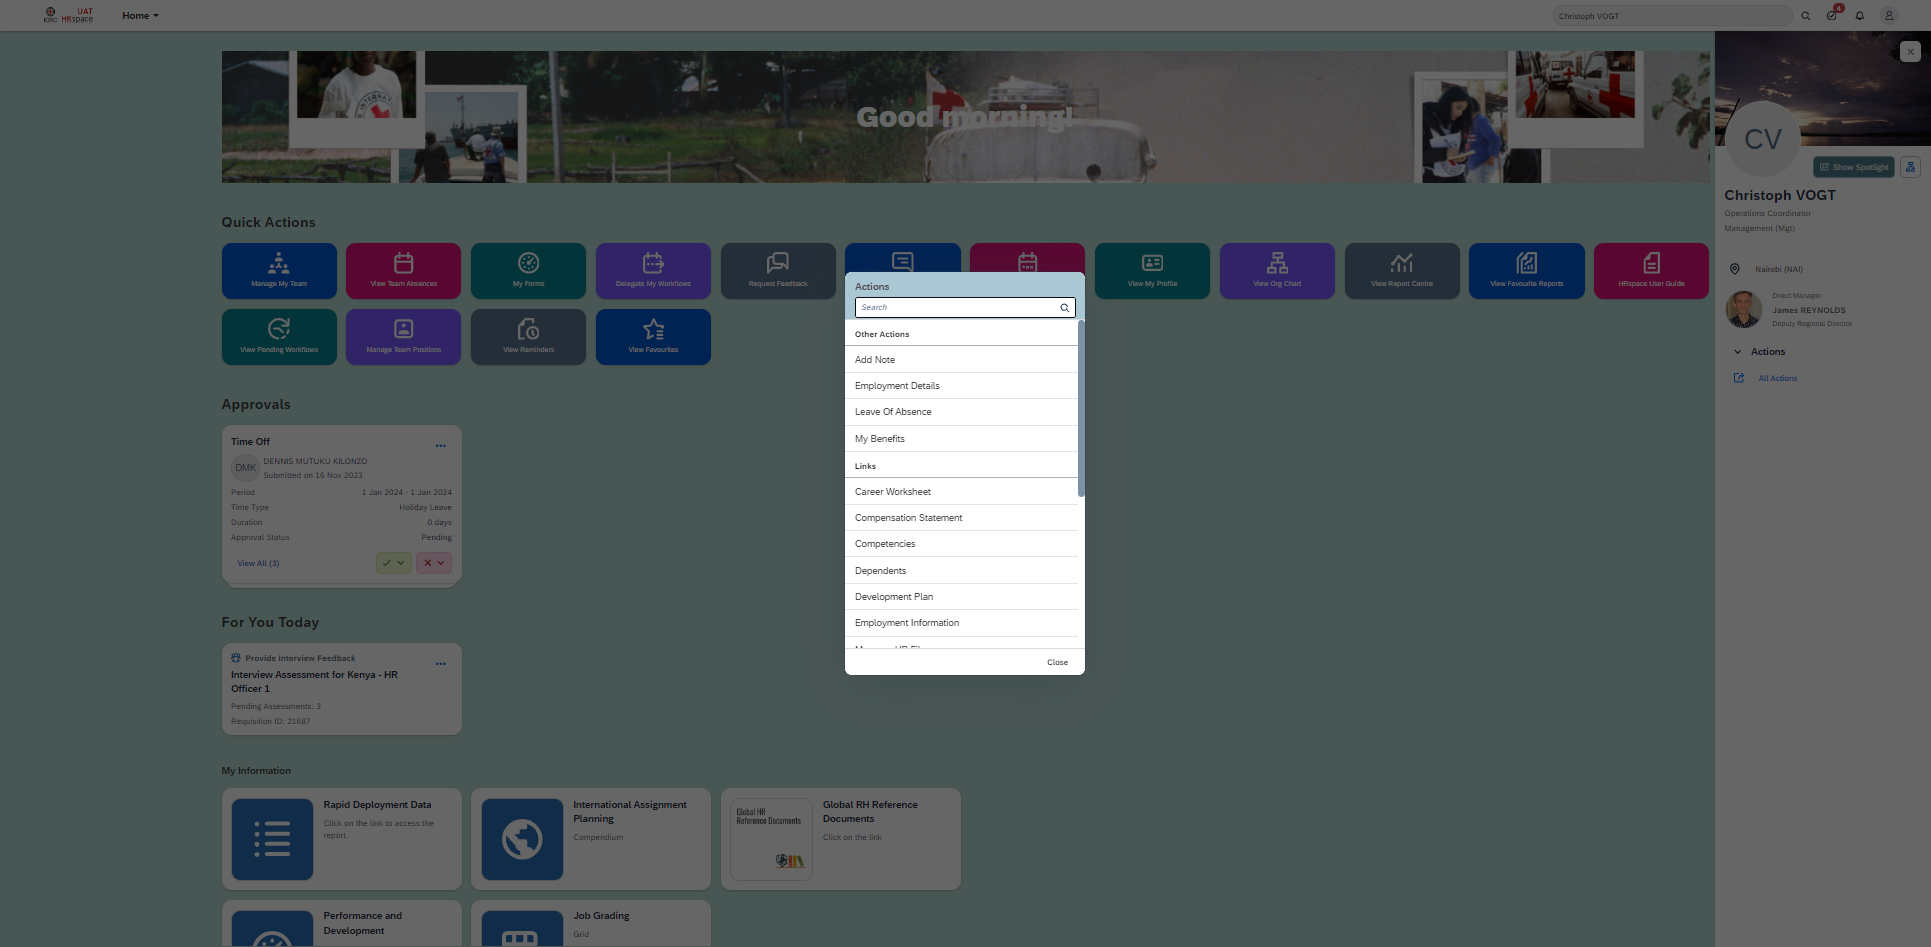 ICRC
UAT
HRspace
Home
Christoph VOGT
4
Good morning!
Quick Actions
Manage My Team
View Team Absences
My Forms
Delegate My Workflows
Request Feedback
View My Profile
View Org Chart
View Report Centre
View Favourite Reports
HRspace User Guide
View Pending Workflows
Manage Team Positions
View Reminders
View Favourites
Approvals
Time Off
DMK
DENNIS MUTUKU KILONZO
Submitted on 16 Nov 2023
Period 1 Jan 2024 - 1 Jan 2024
Time Type Holiday Leave
Duration 0 days
Approval Status Pending
View All (3)
For You Today
Provide Interview Feedback
Interview Assessment for Kenya - HR
Officer 1
Pending Assessments: 3
Requisition ID: 21687
My Information
Rapid Deployment Data
Click on the link to access the
report.
International Assignment
Planning
Compendium
Global HR
Reference Documents
Global RH Reference
Documents
Click on the link
Performance and
Development
Job Grading
Grid
Actions
Search
Other Actions
Add Note
Employment Details
Leave Of Absence
My Benefits
Links
Career Worksheet
Compensation Statement
Competencies
Dependents
Development Plan
Employment Information
Close
CV
Show Spotlight
Christoph VOGT
Operations Coordinator
Management (Mgt)
Nairobi (NAI)
Direct Manager
James REYNOLDS
Deputy Regional Director
Actions
All Actions